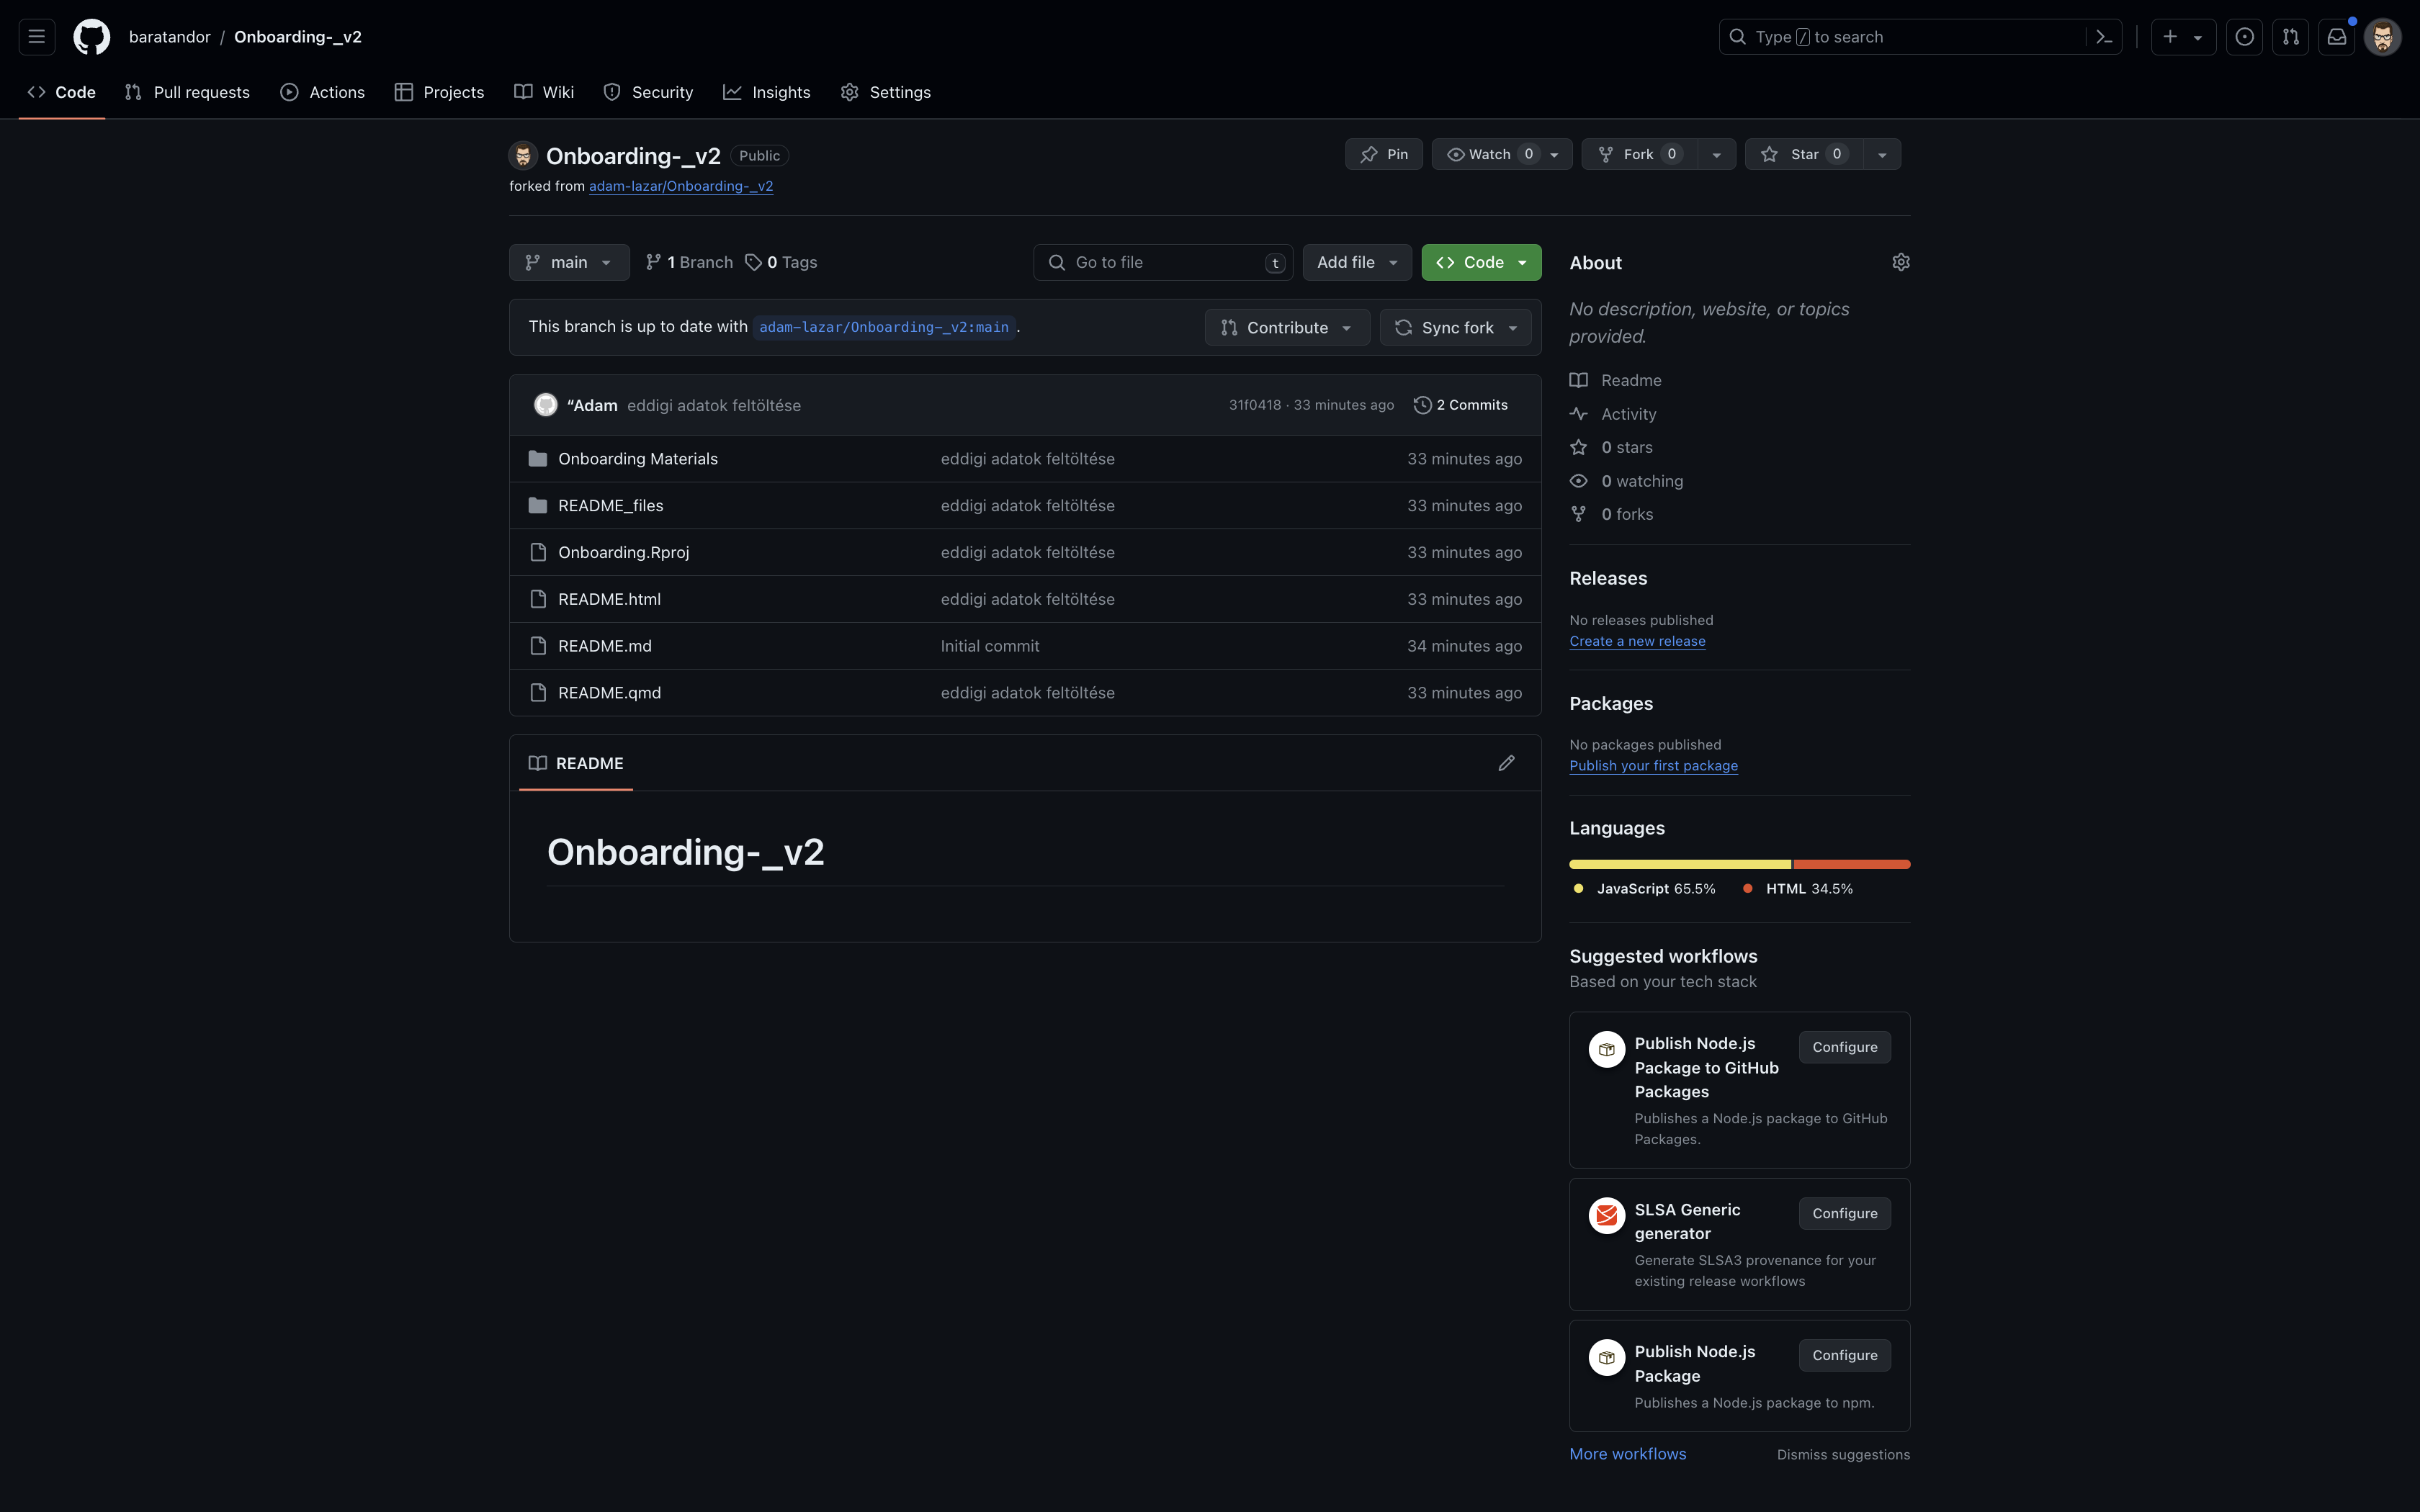 baratandor / Onboarding-_v2
Type / to search
Code
Pull requests
Actions
Projects
Wiki
Security
Insights
Settings
Onboarding-_v2 Public
forked from adam-lazar/Onboarding-_v2
Pin
Watch 0
Fork 0
Star 0
main
1 Branch
0 Tags
Go to file t
Add file
Code
This branch is up to date with adam-lazar/Onboarding-_v2:main .
Contribute
Sync fork
“Adam eddigi adatok feltöltése 31f0418 · 33 minutes ago 2 Commits
Onboarding Materials eddigi adatok feltöltése 33 minutes ago
README_files eddigi adatok feltöltése 33 minutes ago
Onboarding.Rproj eddigi adatok feltöltése 33 minutes ago
README.html eddigi adatok feltöltése 33 minutes ago
README.md Initial commit 34 minutes ago
README.qmd eddigi adatok feltöltése 33 minutes ago
README
Onboarding-_v2
About
No description, website, or topics
provided.
Readme
Activity
0 stars
0 watching
0 forks
Releases
No releases published
Create a new release
Packages
No packages published
Publish your first package
Languages
JavaScript 65.5% HTML 34.5%
Suggested workflows
Based on your tech stack
Publish Node.js
Package to GitHub
Packages
Configure
Publishes a Node.js package to GitHub
Packages.
SLSA Generic
generator
Configure
Generate SLSA3 provenance for your
existing release workflows
Publish Node.js
Package
Configure
Publishes a Node.js package to npm.
More workflows
Dismiss suggestions